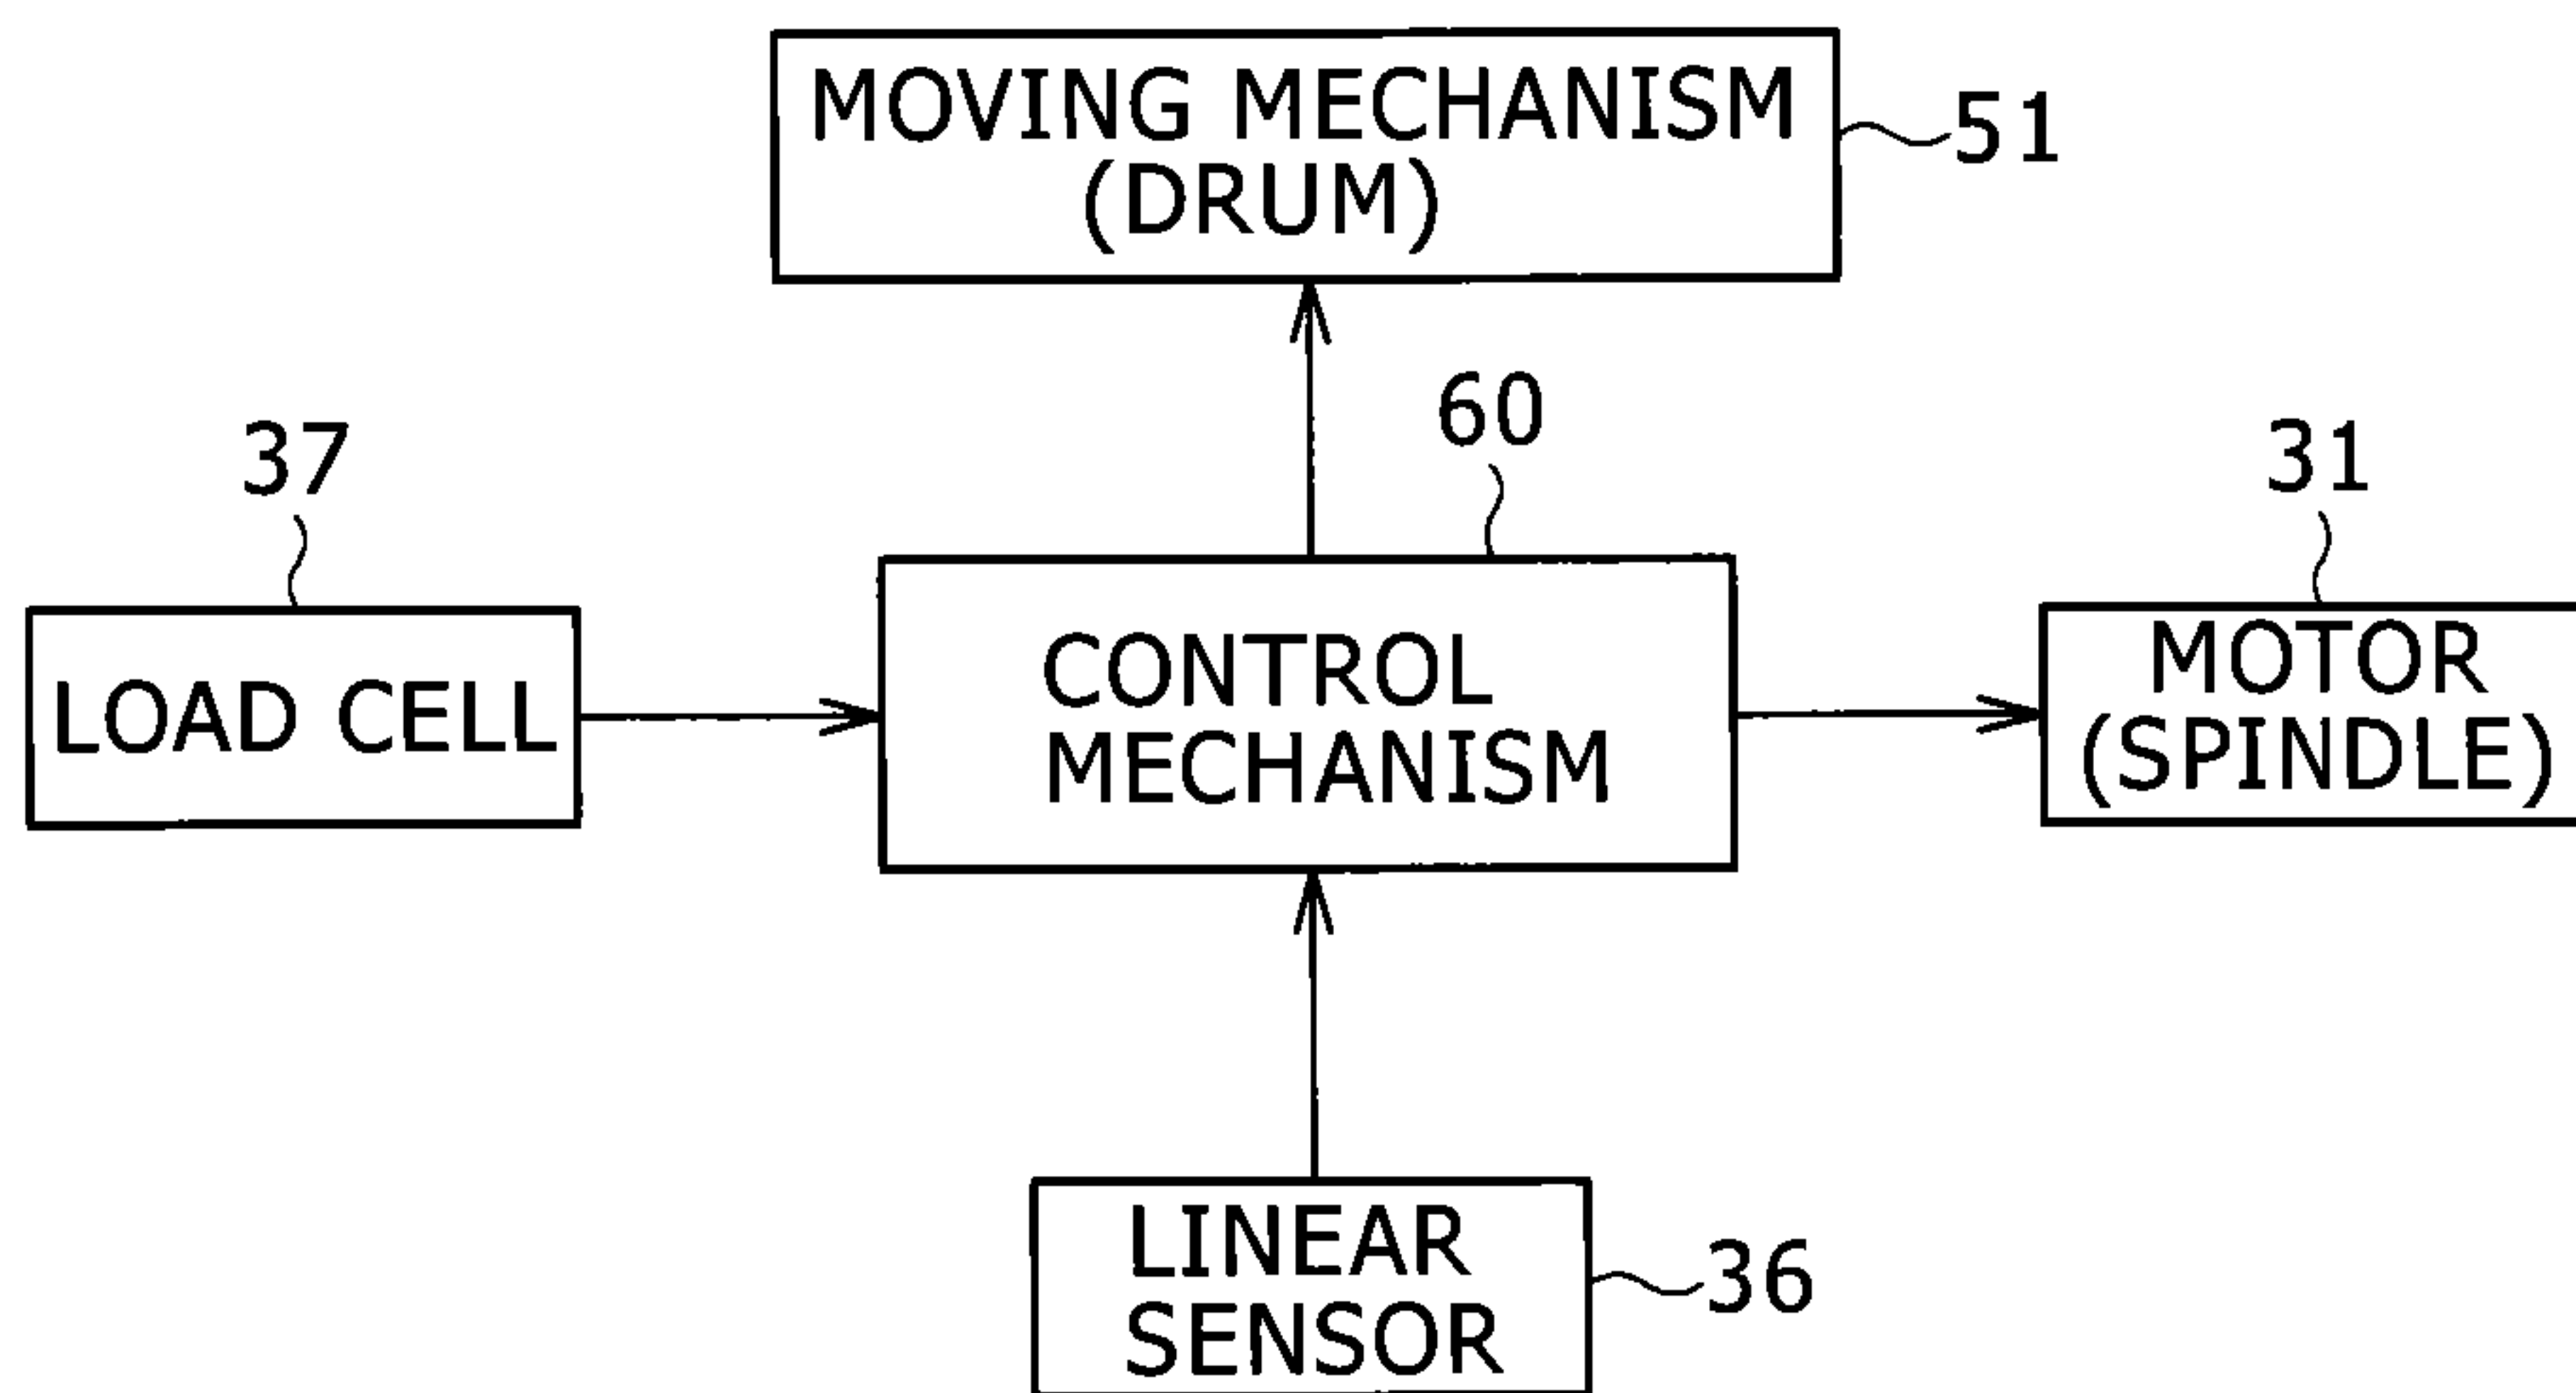 MOVING MECHANISM
(DRUM)
51
60
37
31
LOAD CELL
CONTROL
MECHANISM
MOTOR
(SPINDLE)
LINEAR
SENSOR
36